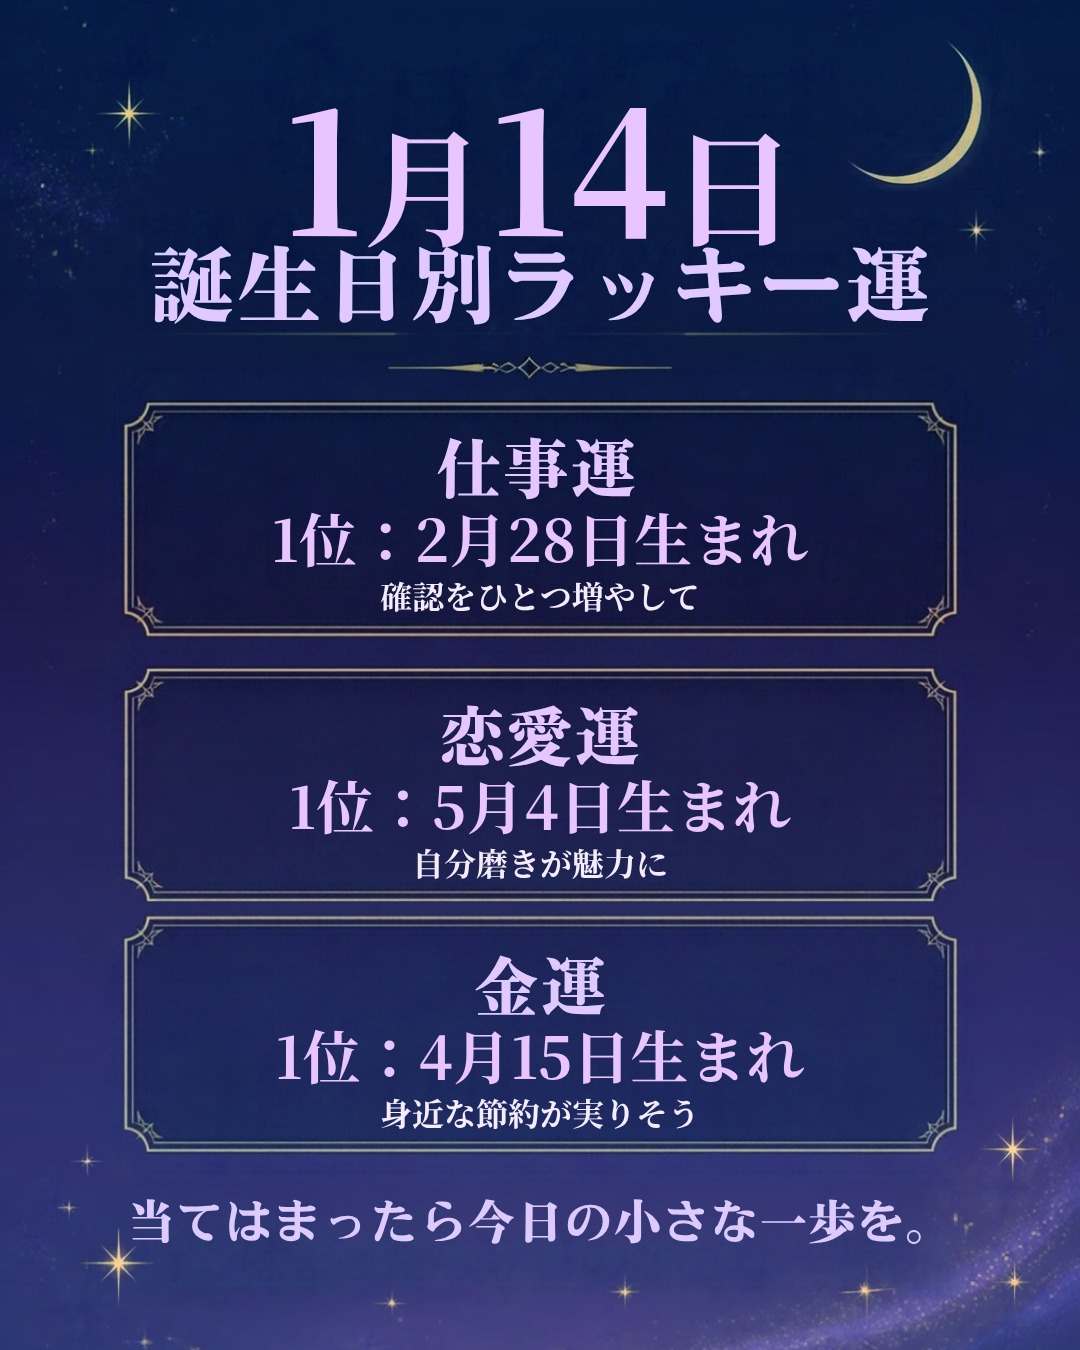 1月14日
誕生日別ラッキー運
仕事運
1位：2月28日生まれ
確認をひとつ増やして
恋愛運
1位：5月4日生まれ
自分磨きが魅力に
金運
1位：4月15日生まれ
身近な節約が実りそう
当てはまったら今日の小さな一歩を。